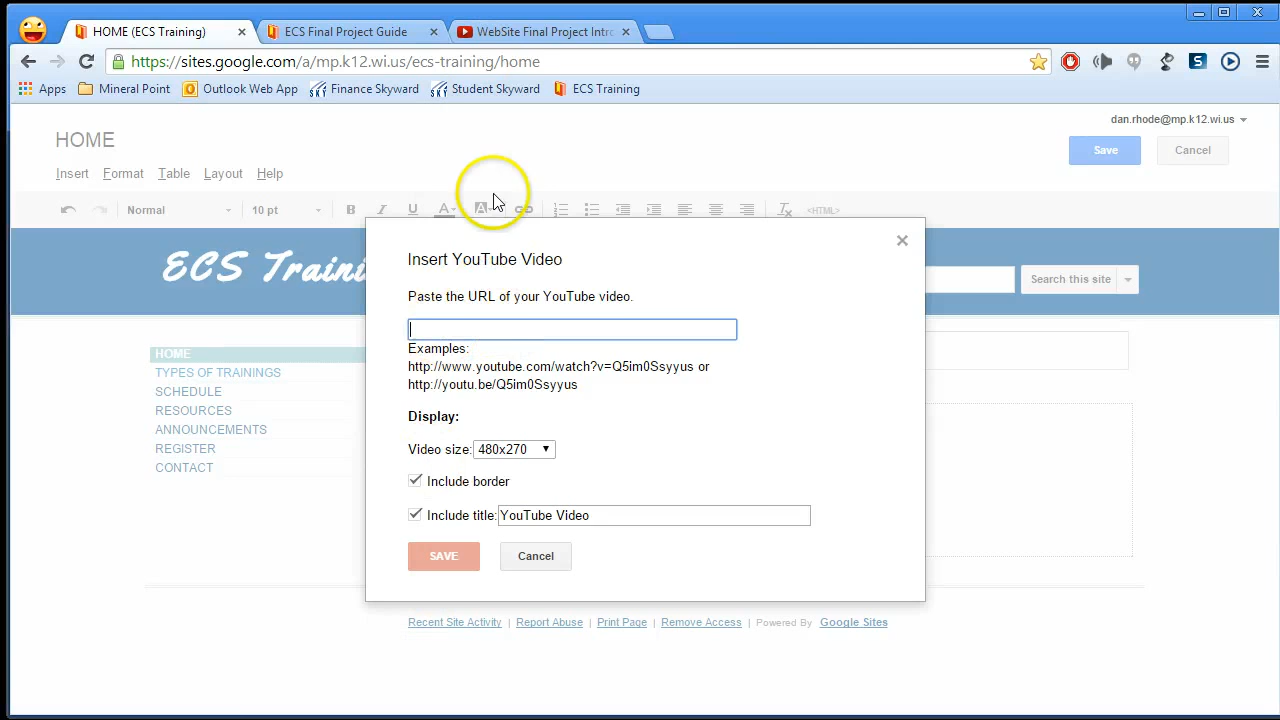 HOME (ECS Training)
ECS Final Project Guide
WebSite Final Project Intro
https://sites.google.com/a/mp.k12.wi.us/ecs-training/home
Apps
Mineral Point
Outlook Web App
Finance Skyward
Student Skyward
ECS Training
dan.rhode@mp.k12.wi.us
HOME
Save
Cancel
Insert Format Table Layout Help
Normal
10 pt
B I U A A
<HTML>
ECS Traini
Search this site
Insert YouTube Video
Paste the URL of your YouTube video.
Examples:
http://www.youtube.com/watch?v=Q5im0Ssyyus or
http://youtu.be/Q5im0Ssyyus
Display:
Video size: 480x270
Include border
Include title: YouTube Video
SAVE
Cancel
HOME
TYPES OF TRAININGS
SCHEDULE
RESOURCES
ANNOUNCEMENTS
REGISTER
CONTACT
Recent Site Activity | Report Abuse | Print Page | Remove Access | Powered By Google Sites